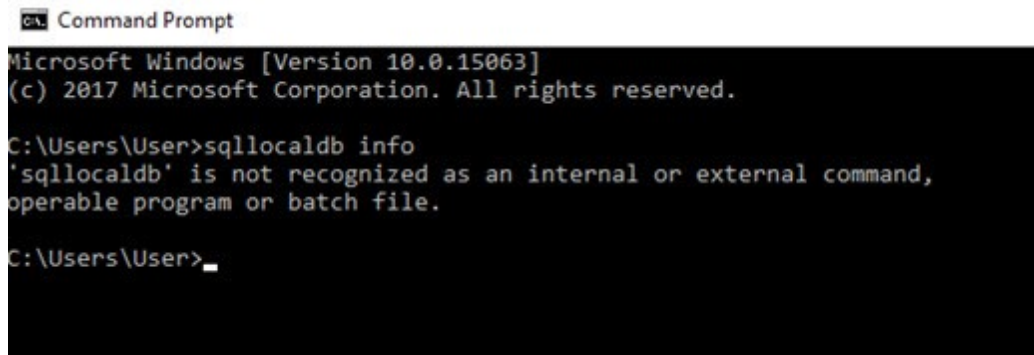 Command Prompt
Microsoft Windows [Version 10.0.15063]
(c) 2017 Microsoft Corporation. All rights reserved.
C:\Users\User>sqllocaldb info
'sqllocaldb' is not recognized as an internal or external command,
operable program or batch file.
C:\Users\User>